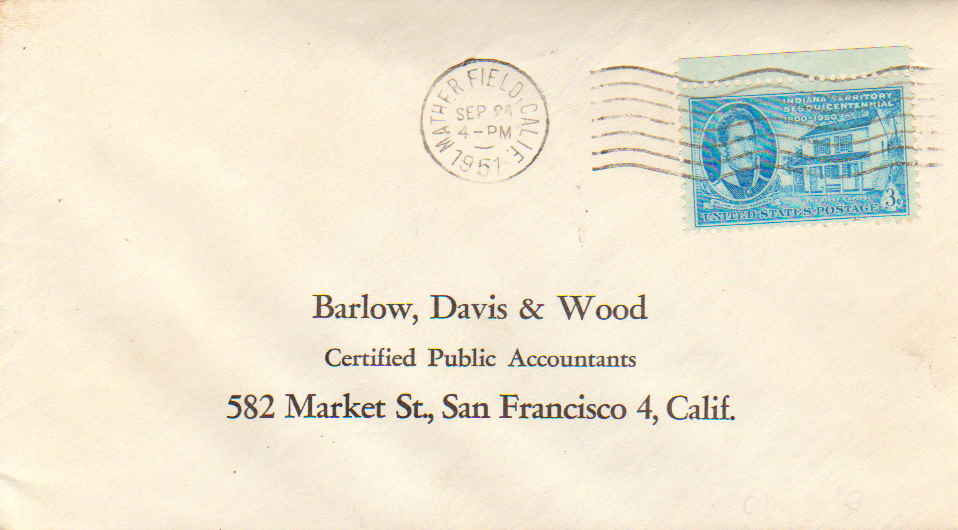 MATHER FIELD, CALIF.
SEP
4-PM
1951
INDIANA TERRITORY
SESQUICENTENNIAL
1800-1950
UNITED STATES POSTAGE 3¢
Barlow, Davis & Wood
Certified Public Accountants
582 Market St., San Francisco 4, Calif.